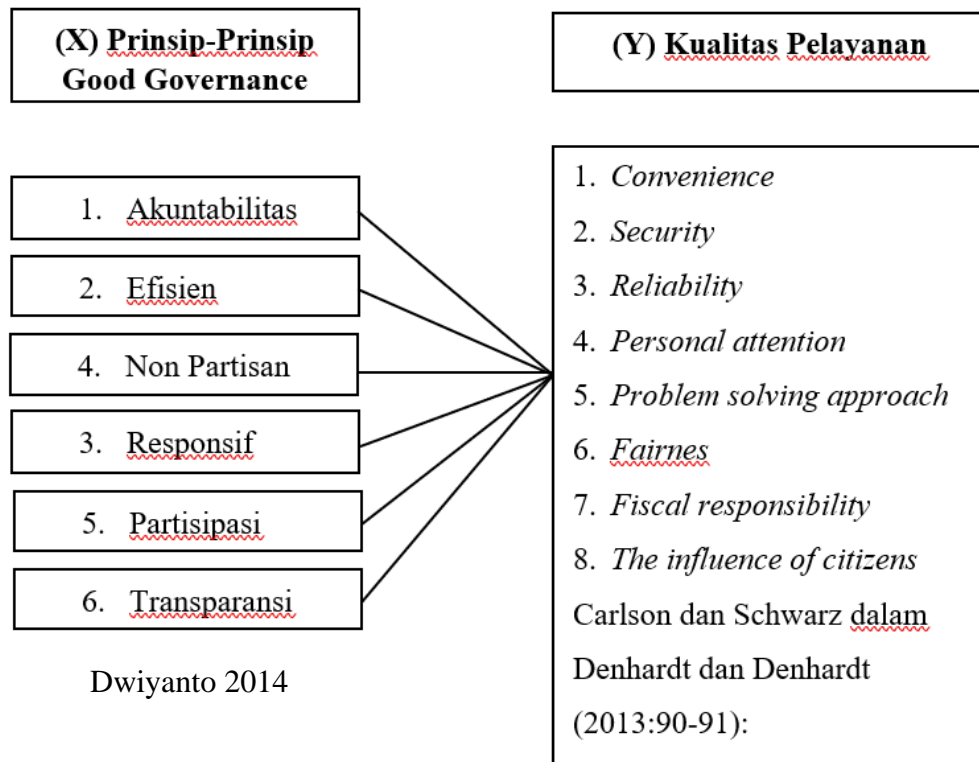 (X) Prinsip-Prinsip
Good Governance
1. Akuntabilitas
2. Efisien
4. Non Partisan
3. Responsif
5. Partisipasi
6. Transparansi
Dwiyanto 2014
(Y) Kualitas Pelayanan
1. Convenience
2. Security
3. Reliability
4. Personal attention
5. Problem solving approach
6. Fairnes
7. Fiscal responsibility
8. The influence of citizens
Carlson dan Schwarz dalam
Denhardt dan Denhardt
(2013:90-91):